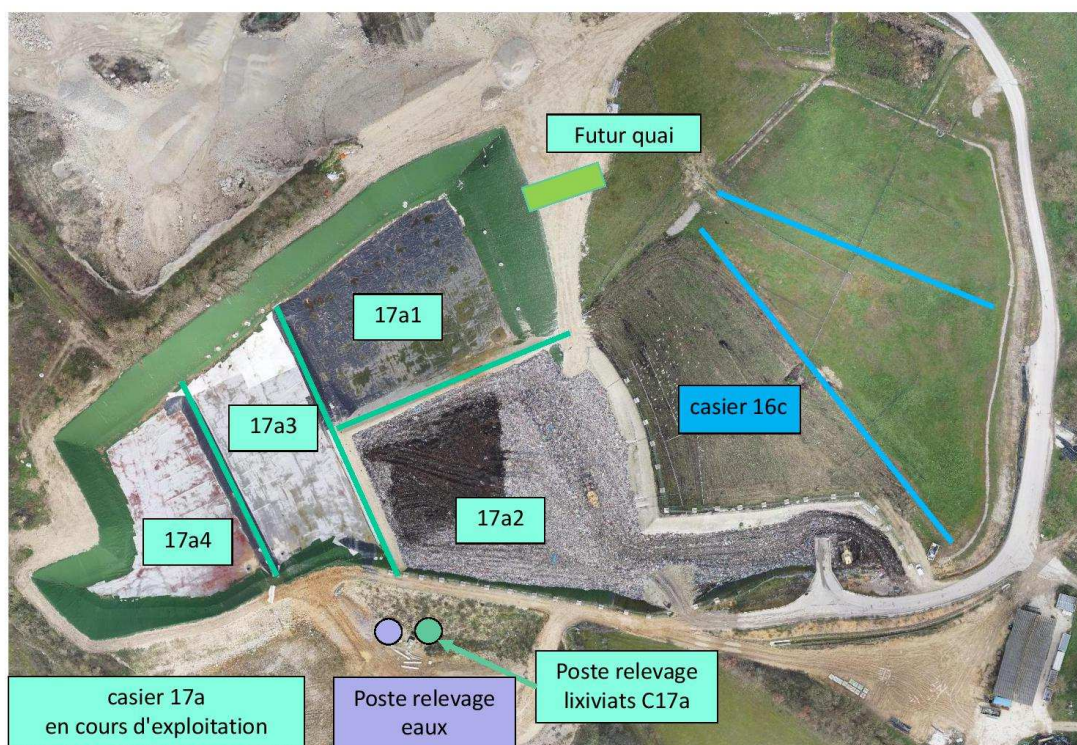 Futur quai
17a1
casier 16c
17a3
17a2
17a4
casier 17a
en cours d'exploitation
Poste relevage
eaux
Poste relevage
lixiviats C17a